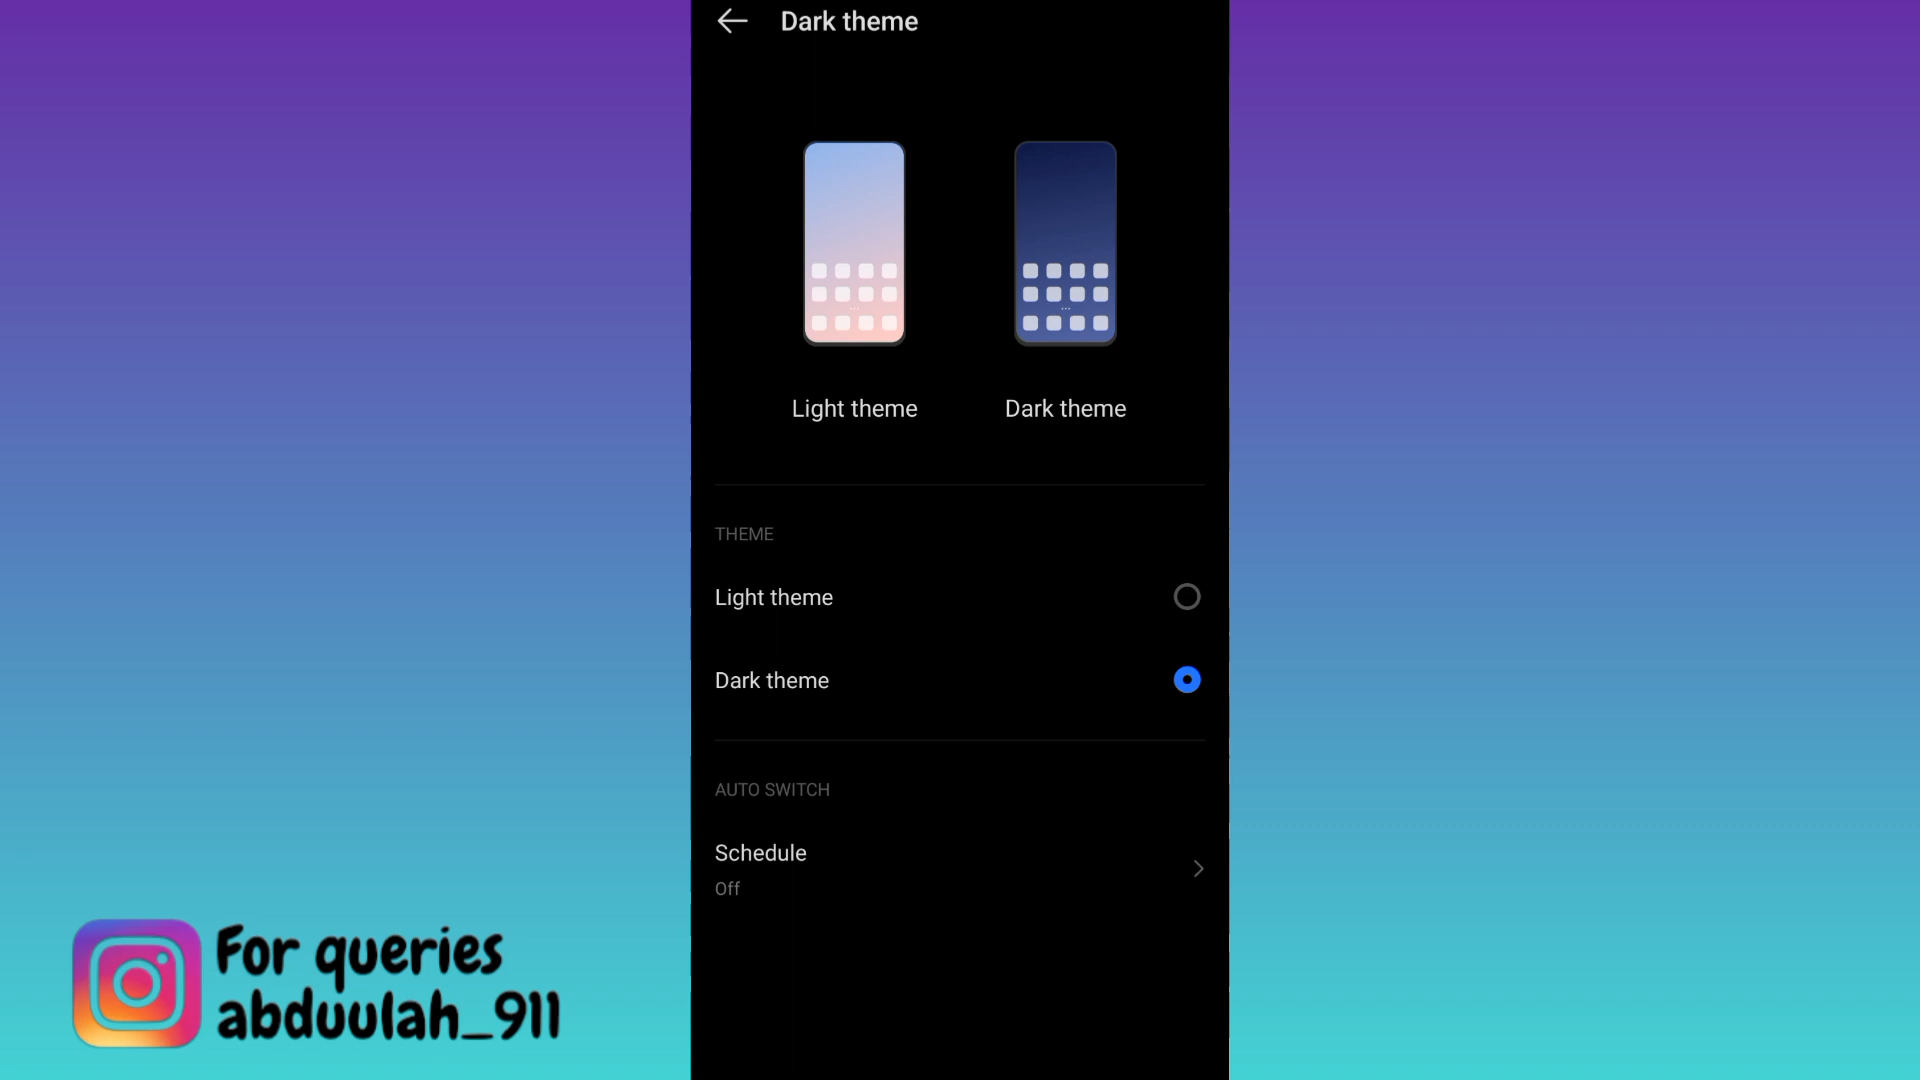 Dark theme
Light theme
Dark theme
THEME
Light theme
Dark theme
AUTO SWITCH
Schedule
Off
For queries
abduulah_911